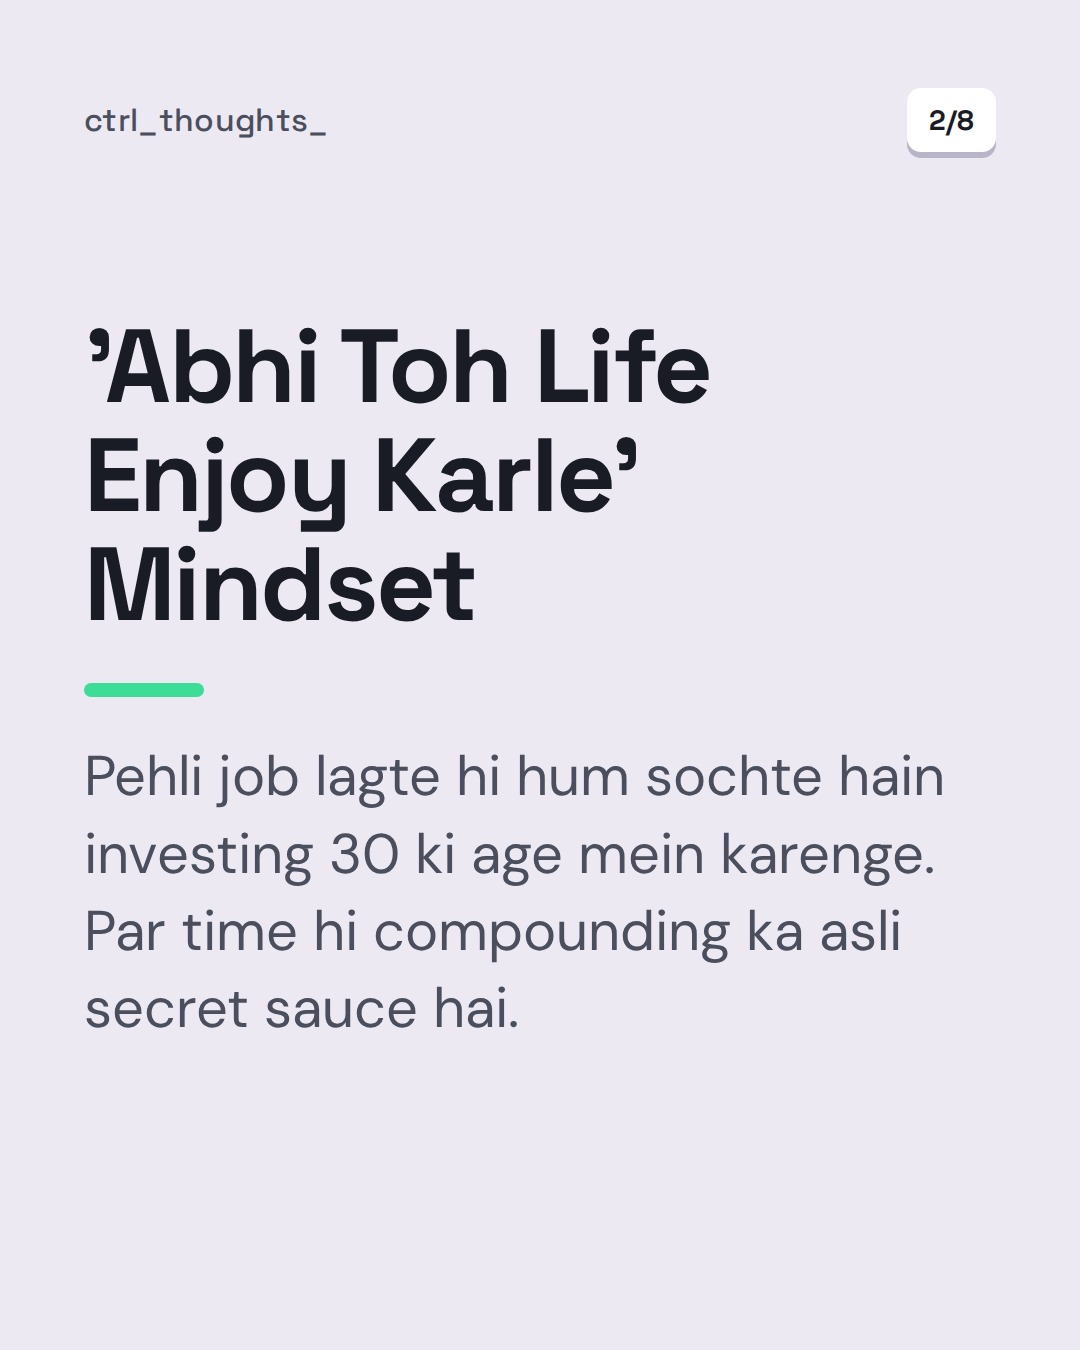 ctrl_thoughts_
2/8
’Abhi Toh Life
Enjoy Karle’
Mindset
Pehli job lagte hi hum sochte hain
investing 30 ki age mein karenge.
Par time hi compounding ka asli
secret sauce hai.